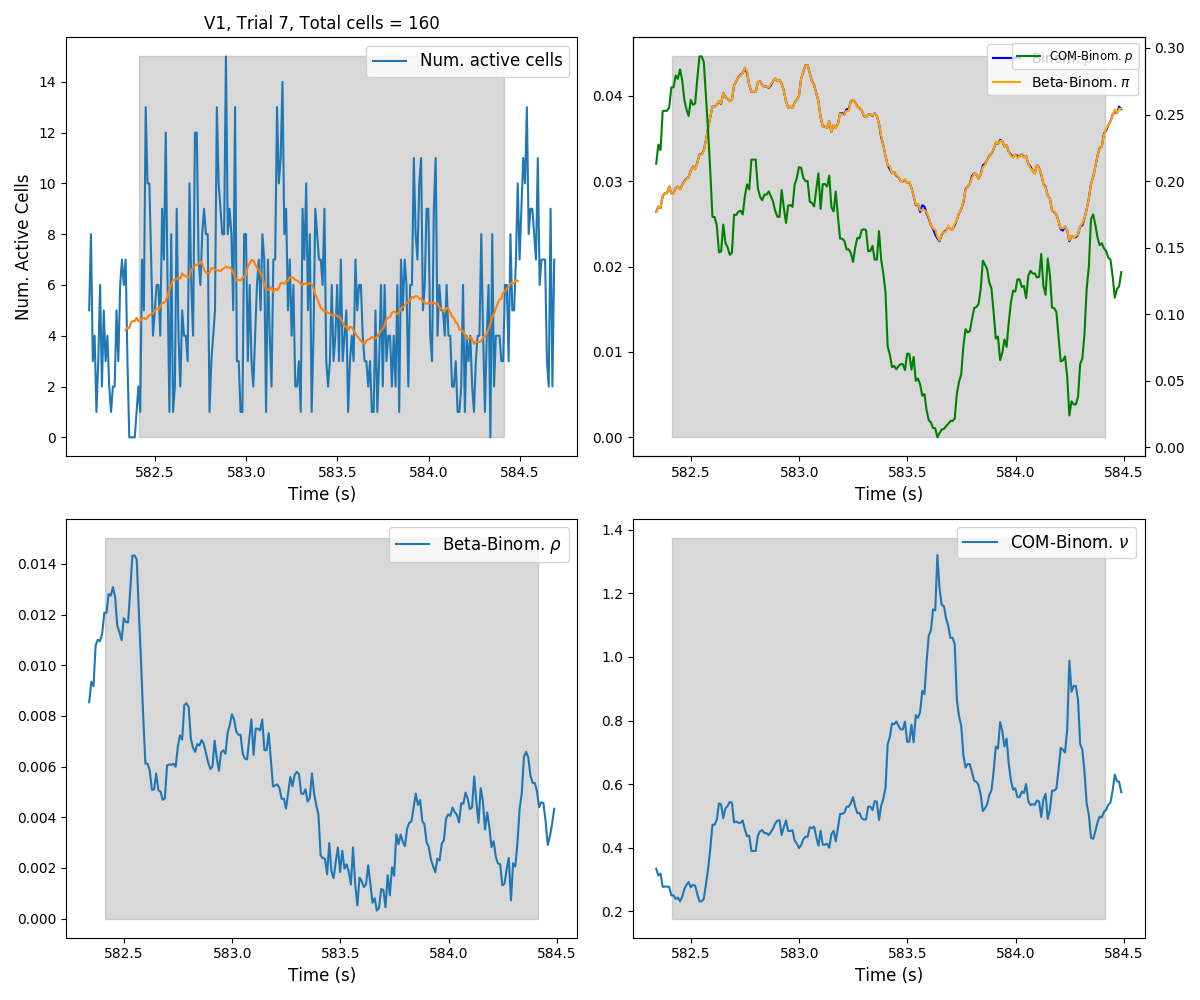 V1, Trial 7, Total cells = 160
Num. active cells
Num. Active Cells
14
12
10
8
6
4
2
0
582.5 583.0 583.5 584.0 584.5
Time (s)
COM-Binom. p
Beta-Binom. π
0.04
0.03
0.02
0.01
0.00
0.30
0.25
0.20
0.15
0.10
0.05
0.00
582.5 583.0 583.5 584.0 584.5
Time (s)
Beta-Binom. ρ
0.014
0.012
0.010
0.008
0.006
0.004
0.002
0.000
582.5 583.0 583.5 584.0 584.5
Time (s)
COM-Binom. ν
1.4
1.2
1.0
0.8
0.6
0.4
0.2
582.5 583.0 583.5 584.0 584.5
Time (s)